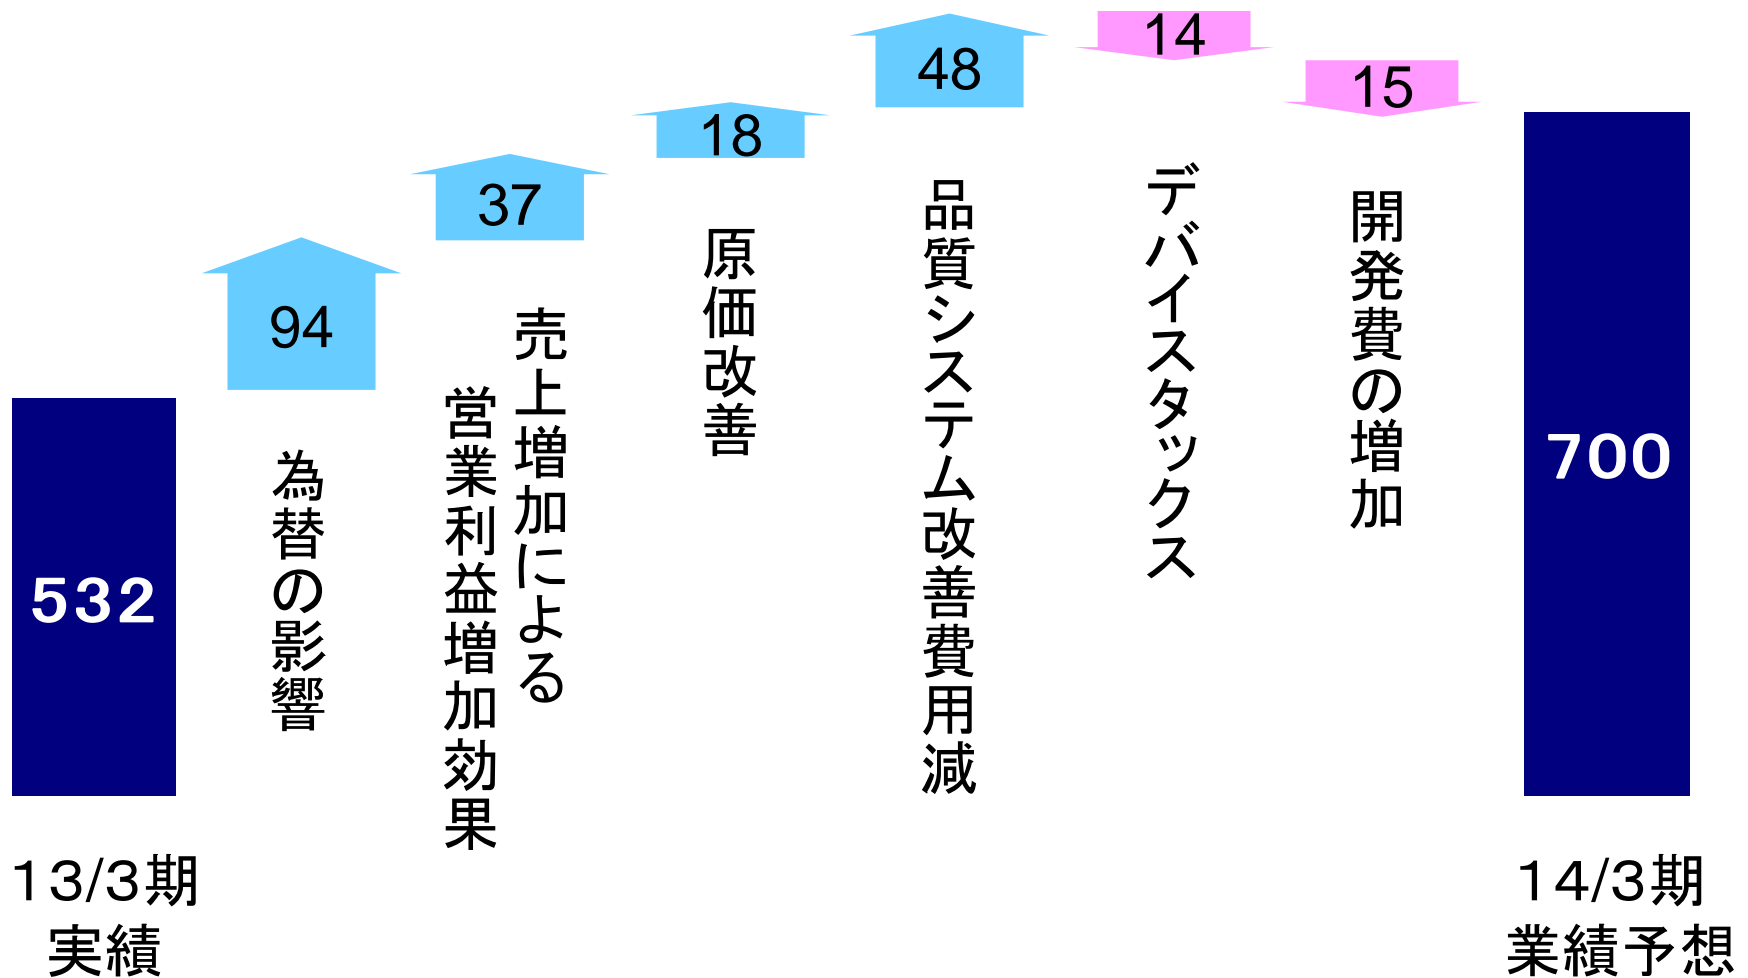 532
13/3期
実績
94
為替の影響
37
売上増加による
営業利益増加効果
18
原価改善
48
品質システム改善費用減
14
デバイスタックス
15
開発費の増加
700
14/3期
業績予想